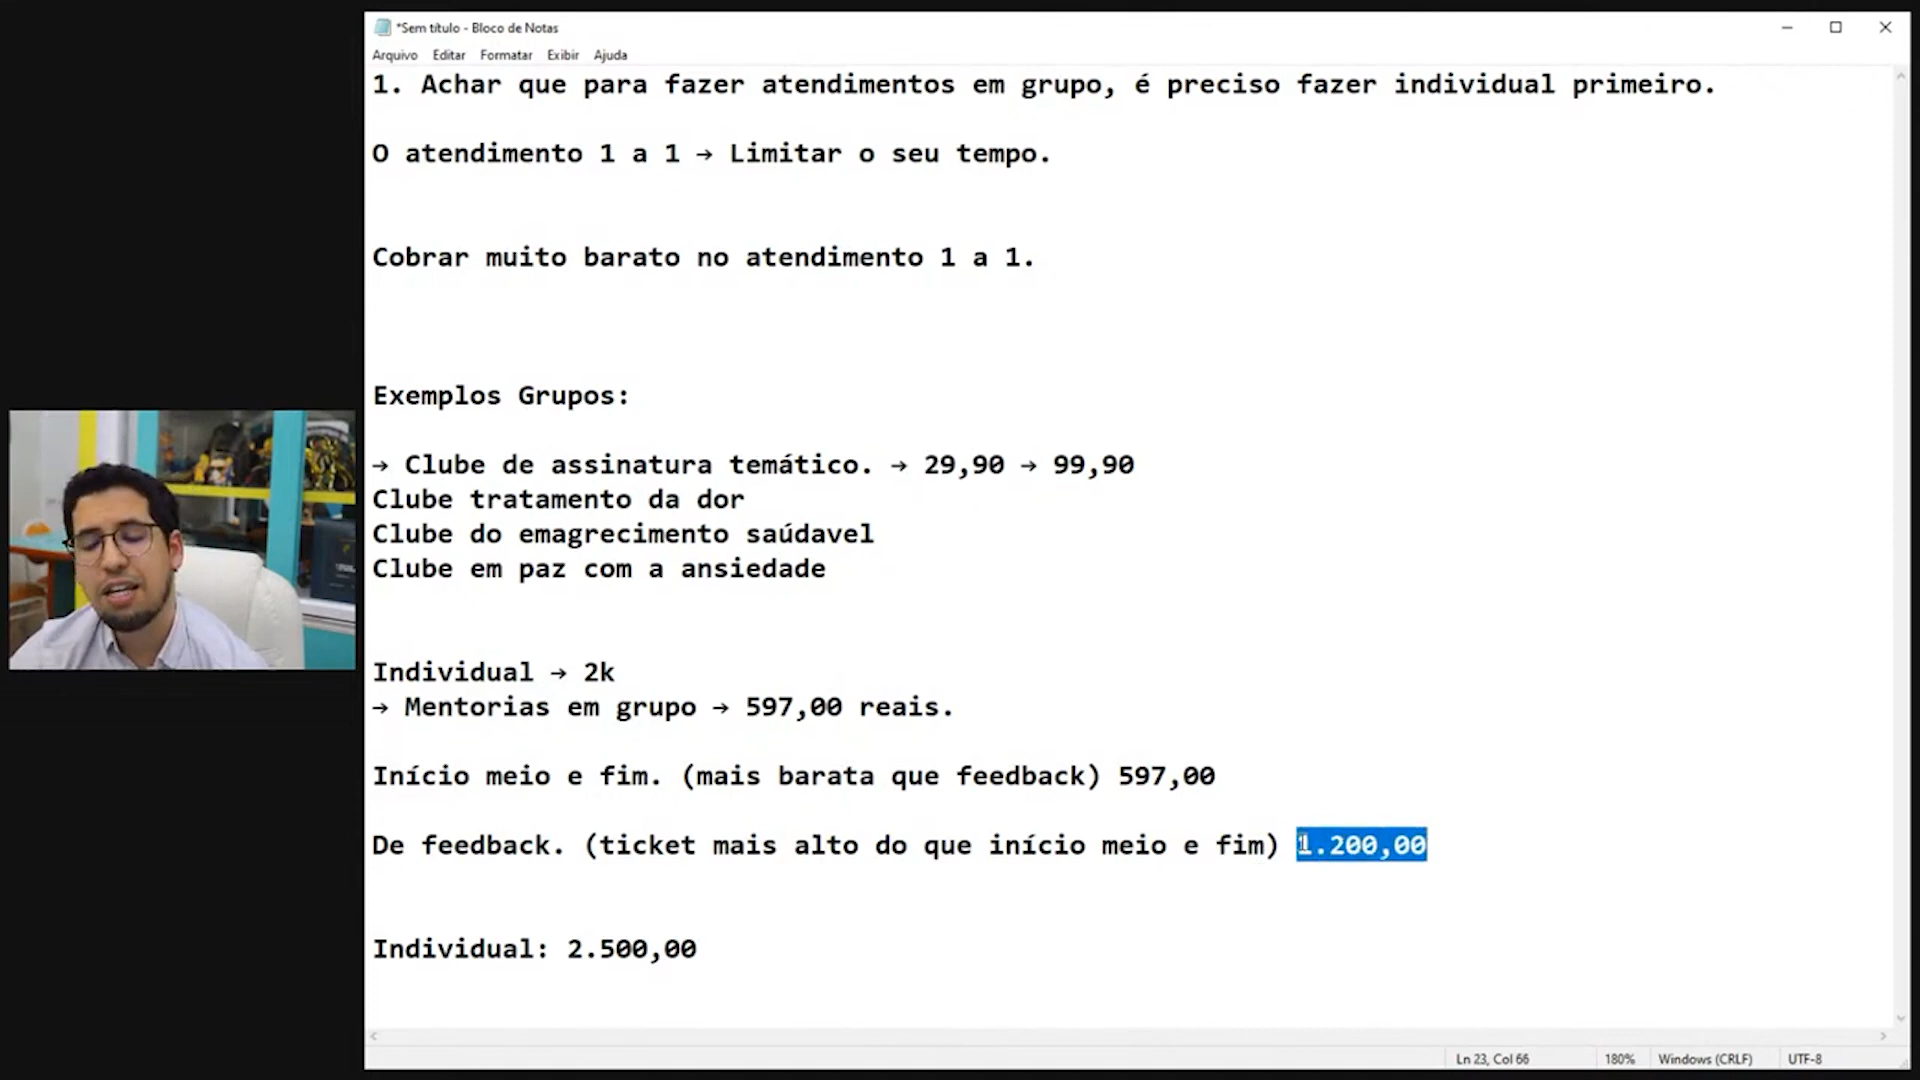 *Sem título - Bloco de Notas
Arquivo Editar Formatar Exibir Ajuda
1. Achar que para fazer atendimentos em grupo, é preciso fazer individual primeiro.
O atendimento 1 a 1 → Limitar o seu tempo.
Cobrar muito barato no atendimento 1 a 1.
Exemplos Grupos:
→ Clube de assinatura temático. → 29,90 → 99,90
Clube tratamento da dor
Clube do emagrecimento saúdavel
Clube em paz com a ansiedade
Individual → 2k
→ Mentorias em grupo → 597,00 reais.
Início meio e fim. (mais barata que feedback) 597,00
De feedback. (ticket mais alto do que início meio e fim) 1.200,00
Individual: 2.500,00
Ln 23, Col 66 180% Windows (CRLF) UTF-8